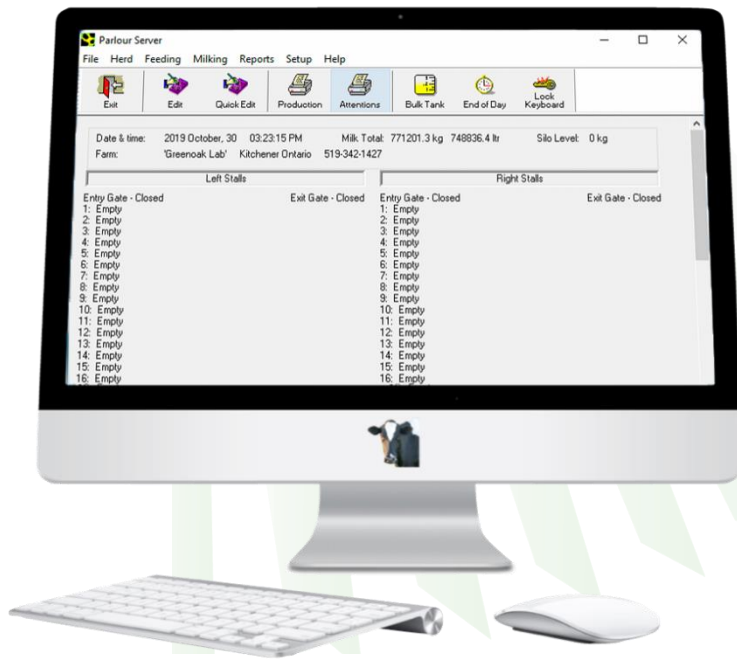 Parlour Server
File Herd Feeding Milking Reports Setup Help
Exit Edit Quick Edit Production Attentions Bulk Tank End of Day Lock Keyboard
Date & time: 2019 October, 30 03:23:15 PM Milk Total: 771201.3 kg 748836.4 ltr Silo Level: 0 kg
Farm: 'Greenoak Lab' Kitchener Ontario 519-342-1427
Left Stalls Right Stalls
Entry Gate - Closed Exit Gate - Closed Entry Gate - Closed Exit Gate - Closed
1: Empty 1: Empty
2: Empty 2: Empty
3: Empty 3: Empty
4: Empty 4: Empty
5: Empty 5: Empty
6: Empty 6: Empty
7: Empty 7: Empty
8: Empty 8: Empty
9: Empty 9: Empty
10: Empty 10: Empty
11: Empty 11: Empty
12: Empty 12: Empty
13: Empty 13: Empty
14: Empty 14: Empty
15: Empty 15: Empty
16: Empty 16: Empty